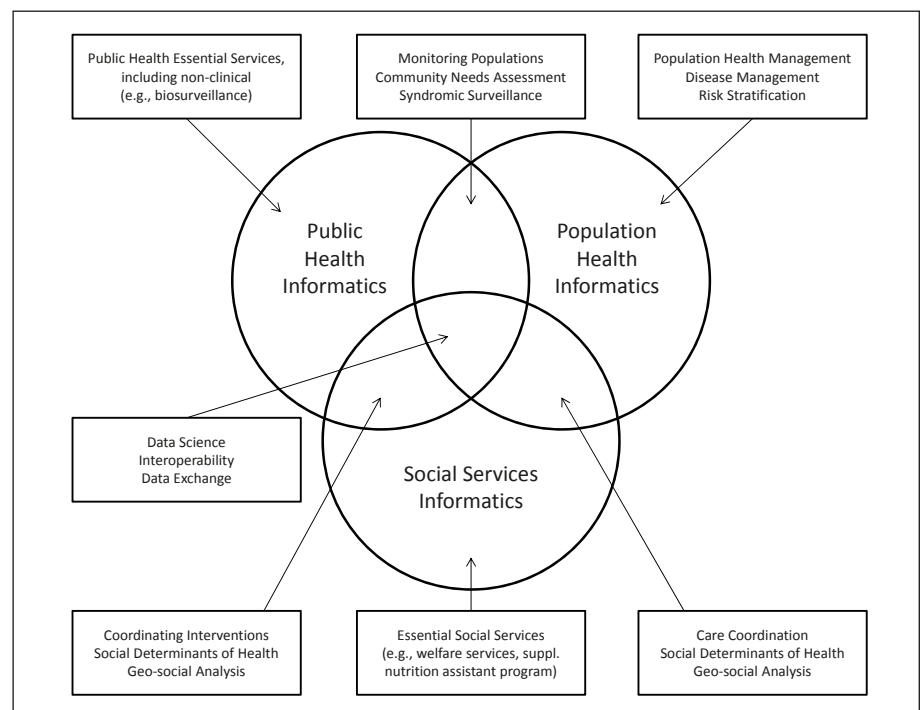 Public Health Essential Services,
including non-clinical
(e.g., biosurveillance)
Monitoring Populations
Community Needs Assessment
Syndromic Surveillance
Population Health Management
Disease Management
Risk Stratification
Public
Health
Informatics
Population
Health
Informatics
Data Science
Interoperability
Data Exchange
Social Services
Informatics
Coordinating Interventions
Social Determinants of Health
Geo-social Analysis
Essential Social Services
(e.g., welfare services, suppl.
nutrition assistant program)
Care Coordination
Social Determinants of Health
Geo-social Analysis